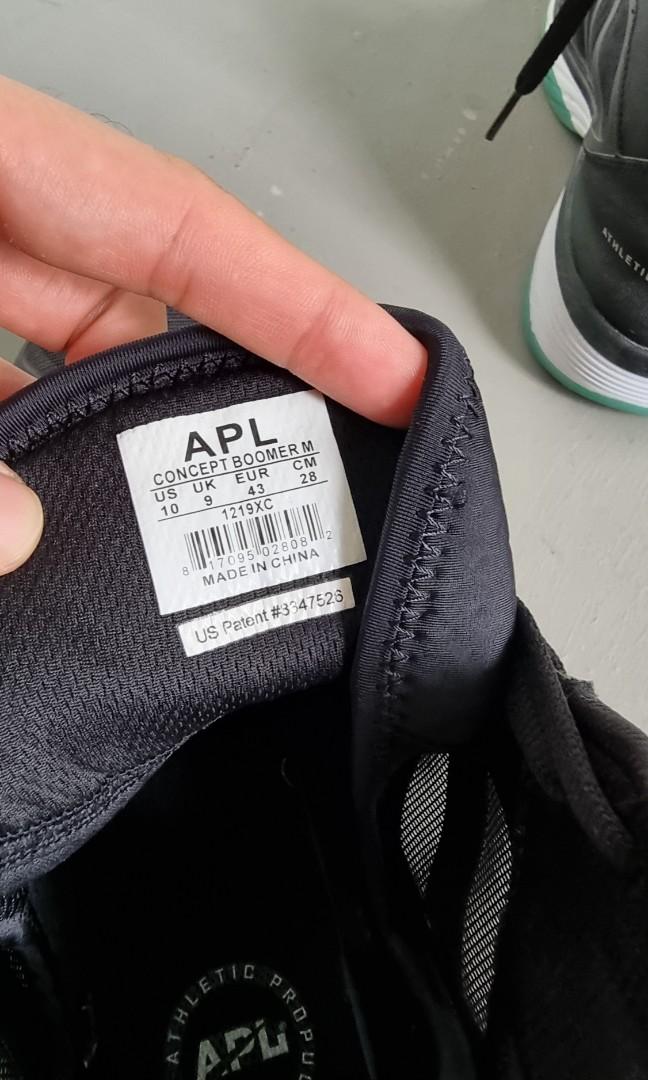 APL
CONCEPT BOOMER M
US UK EUR CM
10 9 43 28
1219XC
8 17095 02808 2
MADE IN CHINA
US Patent #8347526
ATHLETIC PROPU
APL
ATHLETI